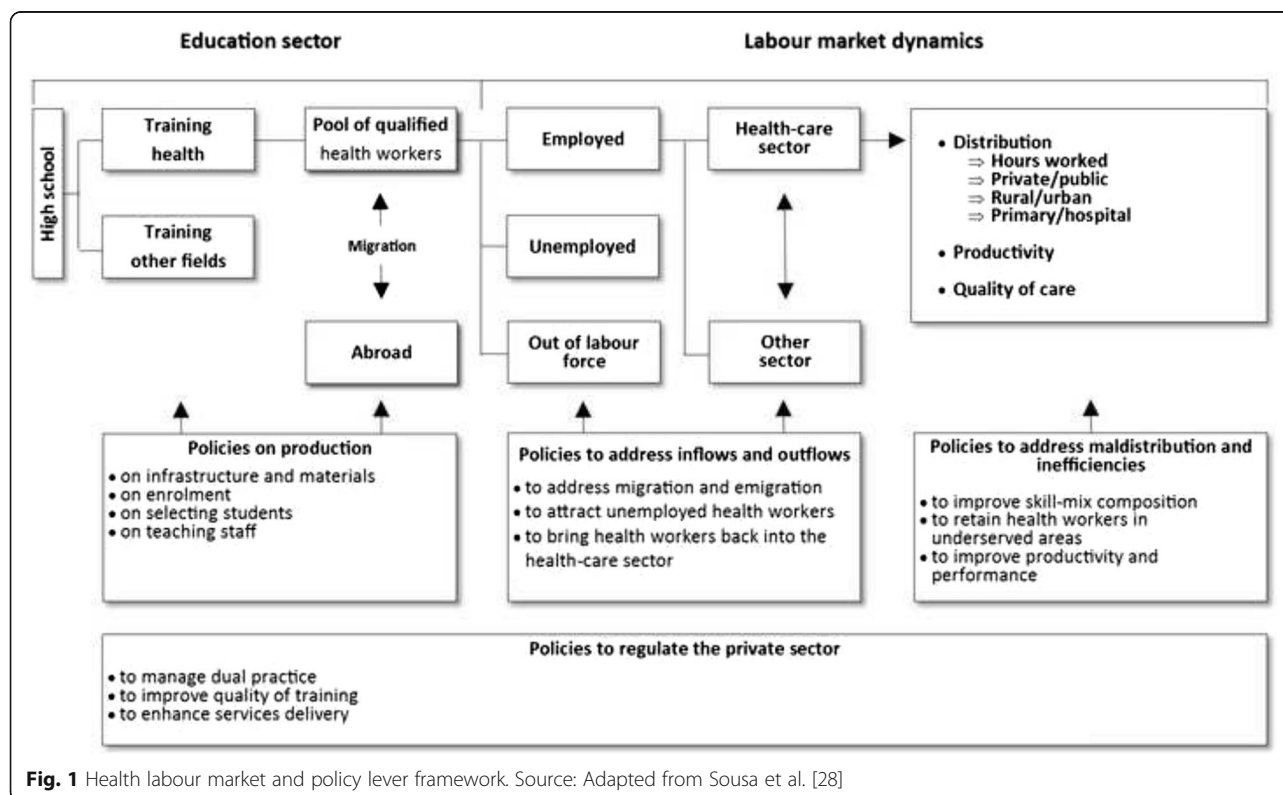 Education sector
Labour market dynamics
High school
Training
health
Training
other fields
Pool of qualified
health workers
Migration
Abroad
Employed
Unemployed
Out of labour
force
Health-care
sector
Other
sector
• Distribution
⇒ Hours worked
⇒ Private/public
⇒ Rural/urban
⇒ Primary/hospital
• Productivity
• Quality of care
Policies on production
• on infrastructure and materials
• on enrolment
• on selecting students
• on teaching staff
Policies to address inflows and outflows
• to address migration and emigration
• to attract unemployed health workers
• to bring health workers back into the
health-care sector
Policies to address maldistribution and
inefficiencies
• to improve skill-mix composition
• to retain health workers in
underserved areas
• to improve productivity and
performance
Policies to regulate the private sector
• to manage dual practice
• to improve quality of training
• to enhance services delivery
Fig. 1 Health labour market and policy lever framework. Source: Adapted from Sousa et al. [28]